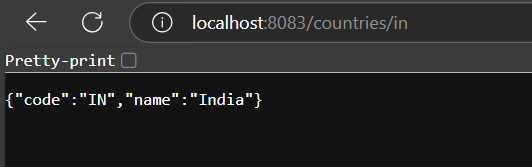 localhost:8083/countries/in
Pretty-print
{"code":"IN","name":"India"}